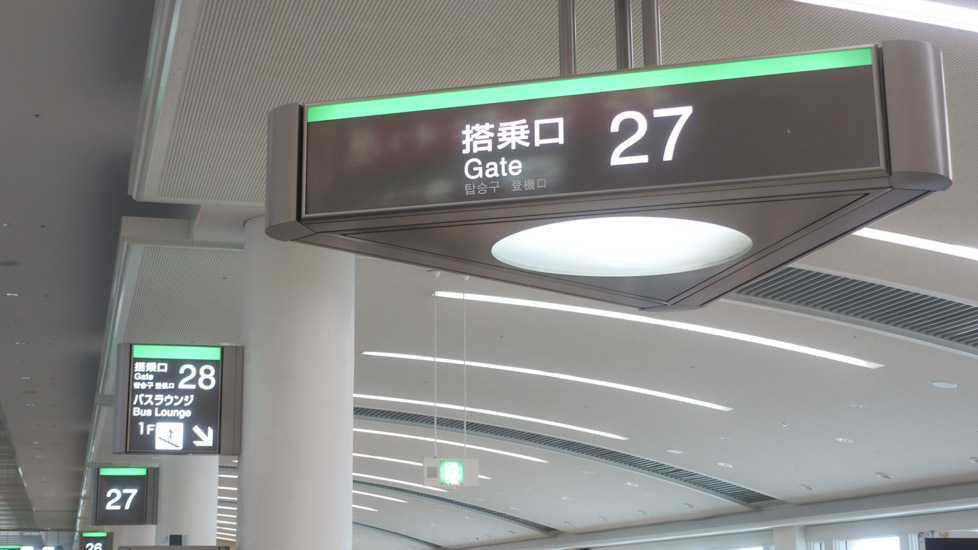 搭乗口 27
Gate
탑승구 登機口
搭乗口 28
Gate
탑승구 登機口
バスラウンジ
Bus Lounge
1F
27
26